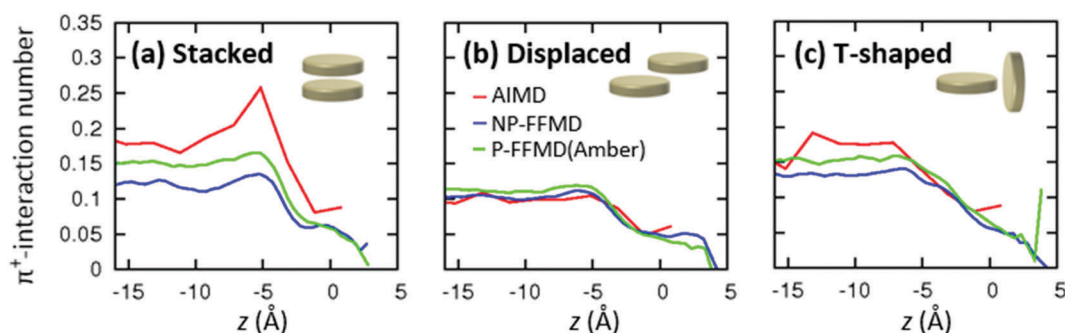 π⁺-interaction number
0.35
0.3
0.25
0.2
0.15
0.1
0.05
0
(a) Stacked
(b) Displaced
AIMD
NP-FFMD
P-FFMD(Amber)
(c) T-shaped
-15 -10 -5 0 5
-15 -10 -5 0 5
-15 -10 -5 0 5
z (Å)
z (Å)
z (Å)